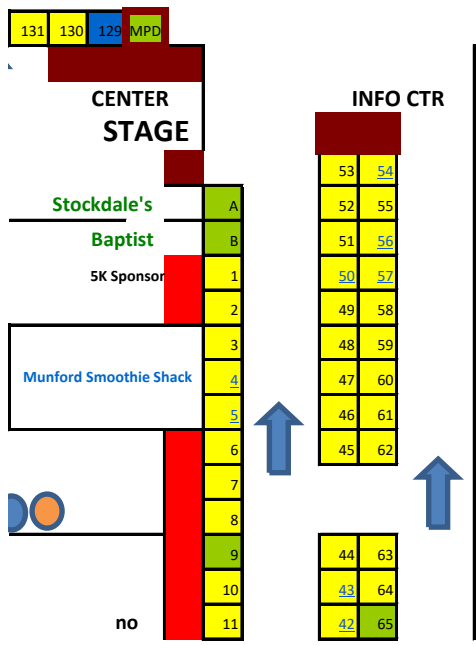 131 130 129 MPD
CENTER INFO CTR
STAGE
53 54
Stockdale's A 52 55
Baptist B 51 56
5K Sponsor 1 50 57
2 49 58
3 48 59
Munford Smoothie Shack 4 47 60
5 46 61
6 45 62
7
8
9 44 63
10 43 64
no 11 42 65